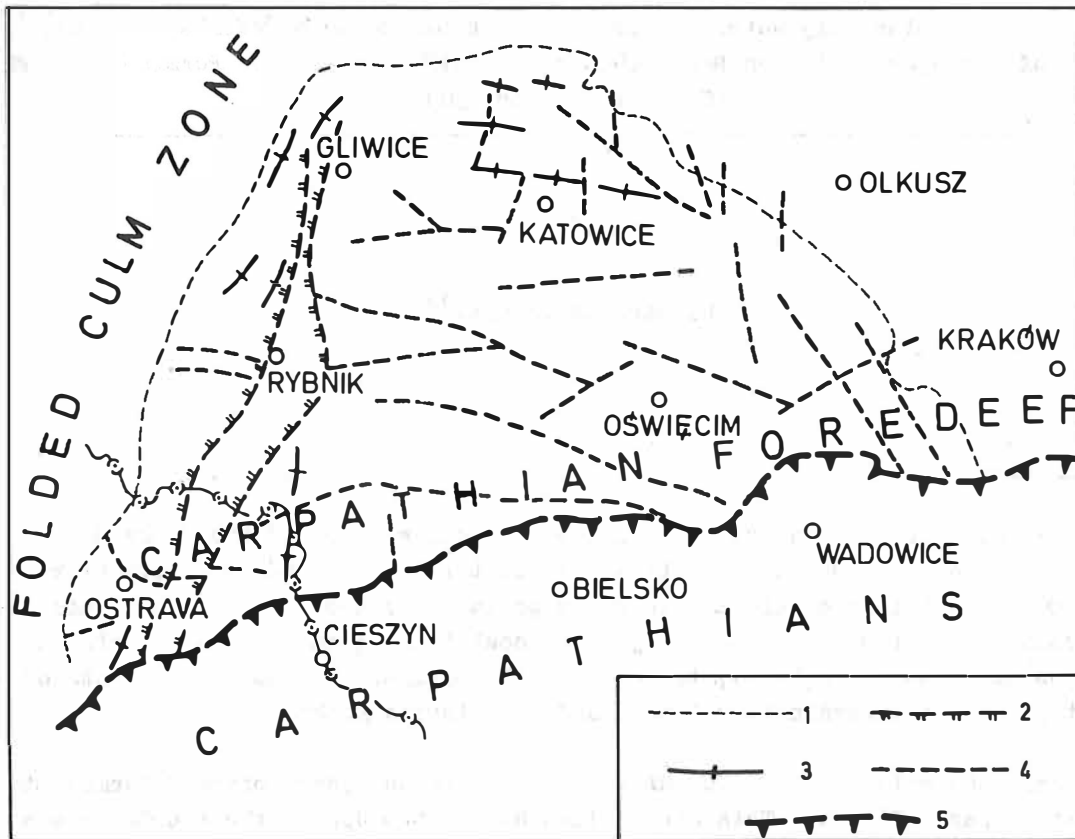 FOLDED CULM ZONE
GLIWICE
OLKUSZ
KATOWICE
KRAKÓW
RYBNIK
OŚWIĘCIM
CARPATHIAN FOREDEEP
WADOWICE
OSTRAVA
BIELSKO
CIESZYN
CARPATHIANS
1 2
3 4
5